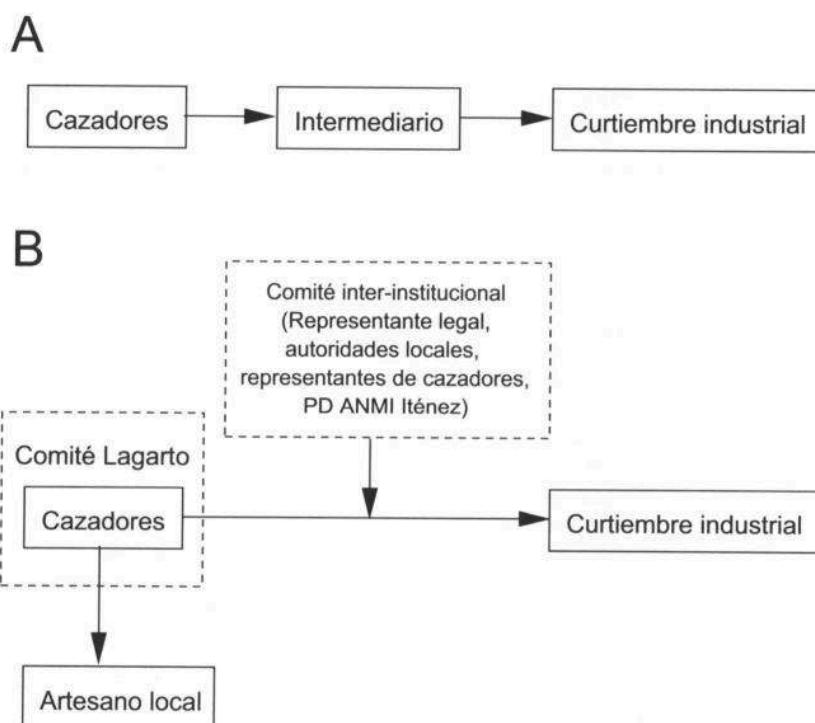 A
Cazadores
Intermediario
Curtiembre industrial
B
Comité inter-institucional
(Representante legal,
autoridades locales,
representantes de cazadores,
PD ANMI Iténez)
Comité Lagarto
Cazadores
Curtiembre industrial
Artesano local